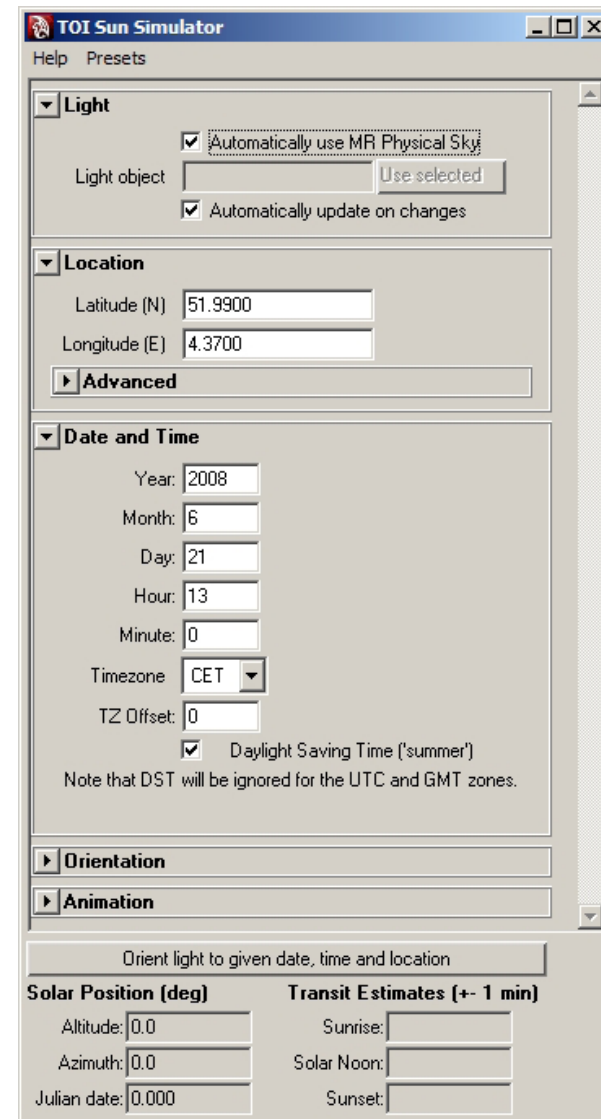 TOI Sun Simulator
Help Presets
Light
Automatically use MR Physical Sky
Light object Use selected
Automatically update on changes
Location
Latitude (N) 51.9900
Longitude (E) 4.3700
Advanced
Date and Time
Year: 2008
Month: 6
Day: 21
Hour: 13
Minute: 0
Timezone CET
TZ Offset: 0
Daylight Saving Time ('summer')
Note that DST will be ignored for the UTC and GMT zones.
Orientation
Animation
Orient light to given date, time and location
Solar Position (deg) Transit Estimates (+- 1 min)
Altitude: 0.0 Sunrise:
Azimuth: 0.0 Solar Noon:
Julian date: 0.000 Sunset: